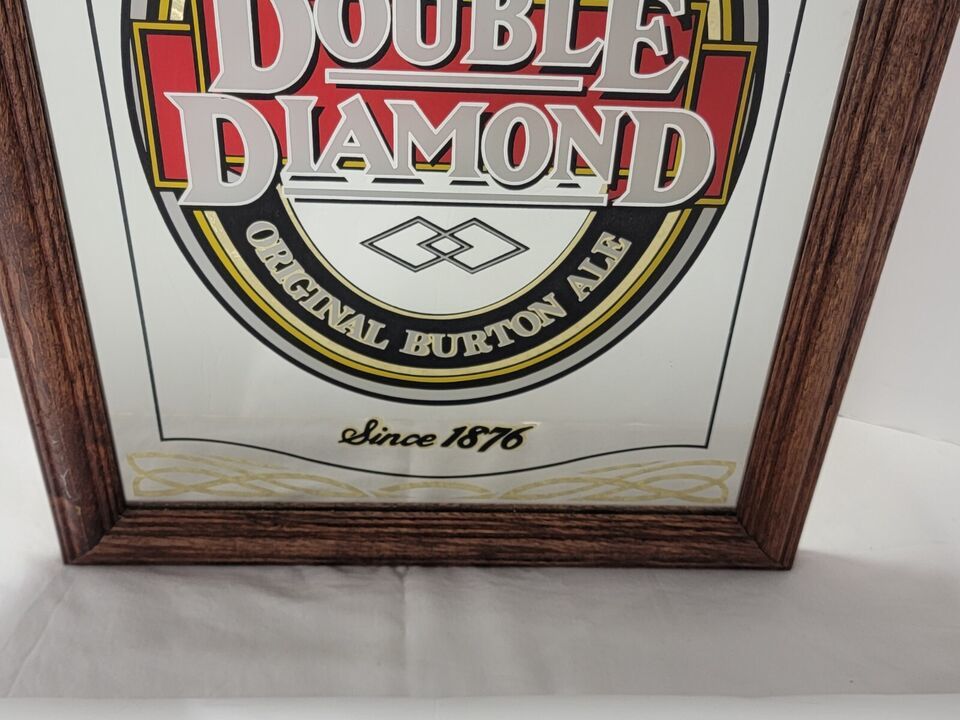 DOUBLE
DIAMOND
ORIGINAL BURTON ALE
Since 1876